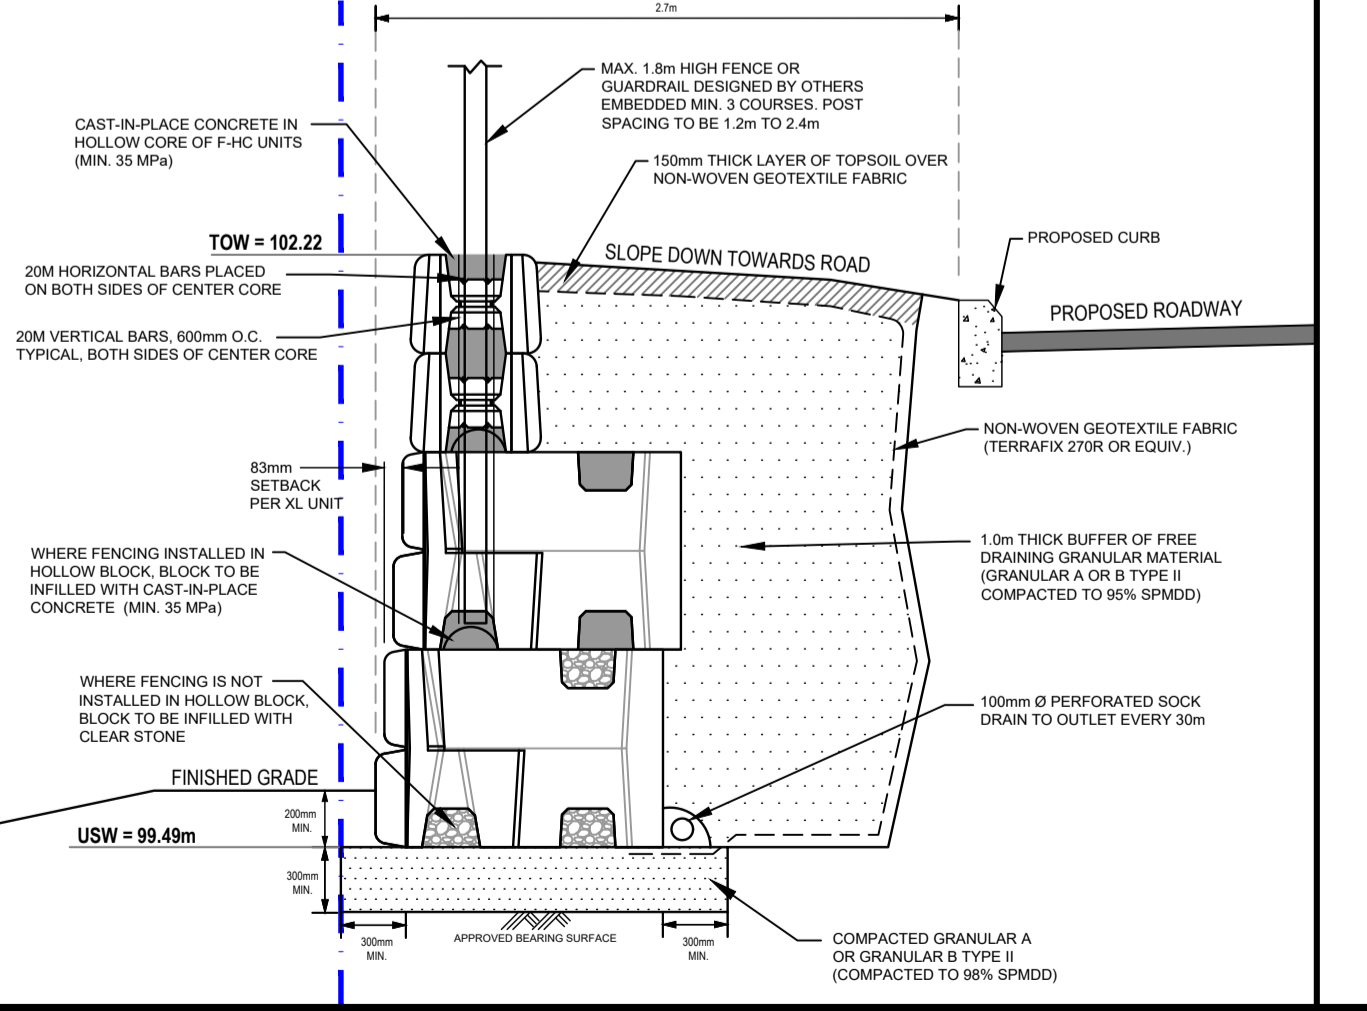 2.7m
MAX. 1.8m HIGH FENCE OR
GUARDRAIL DESIGNED BY OTHERS
EMBEDDED MIN. 3 COURSES. POST
SPACING TO BE 1.2m TO 2.4m
CAST-IN-PLACE CONCRETE IN
HOLLOW CORE OF F-HC UNITS
(MIN. 35 MPa)
150mm THICK LAYER OF TOPSOIL OVER
NON-WOVEN GEOTEXTILE FABRIC
TOW = 102.22
SLOPE DOWN TOWARDS ROAD
PROPOSED CURB
20M HORIZONTAL BARS PLACED
ON BOTH SIDES OF CENTER CORE
PROPOSED ROADWAY
20M VERTICAL BARS, 600mm O.C.
TYPICAL, BOTH SIDES OF CENTER CORE
NON-WOVEN GEOTEXTILE FABRIC
(TERRAFIX 270R OR EQUIV.)
83mm
SETBACK
PER XL UNIT
1.0m THICK BUFFER OF FREE
DRAINING GRANULAR MATERIAL
(GRANULAR A OR B TYPE II
COMPACTED TO 95% SPMDD)
WHERE FENCING INSTALLED IN
HOLLOW BLOCK, BLOCK TO BE
INFILLED WITH CAST-IN-PLACE
CONCRETE (MIN. 35 MPa)
WHERE FENCING IS NOT
INSTALLED IN HOLLOW BLOCK,
BLOCK TO BE INFILLED WITH
CLEAR STONE
100mm Ø PERFORATED SOCK
DRAIN TO OUTLET EVERY 30m
FINISHED GRADE
200mm
MIN.
USW = 99.49m
300mm
MIN.
300mm
MIN.
APPROVED BEARING SURFACE
300mm
MIN.
COMPACTED GRANULAR A
OR GRANULAR B TYPE II
(COMPACTED TO 98% SPMDD)